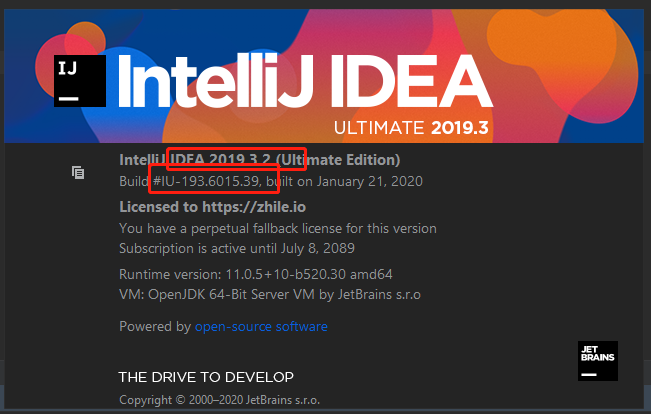 IJ
IntelliJ IDEA
ULTIMATE 2019.3
IntelliJ IDEA 2019.3.2 (Ultimate Edition)
Build #IU-193.6015.39, built on January 21, 2020
Licensed to https://zhile.io
You have a perpetual fallback license for this version
Subscription is active until July 8, 2089
Runtime version: 11.0.5+10-b520.30 amd64
VM: OpenJDK 64-Bit Server VM by JetBrains s.r.o
Powered by open-source software
JET
BRAINS
THE DRIVE TO DEVELOP
Copyright © 2000–2020 JetBrains s.r.o.